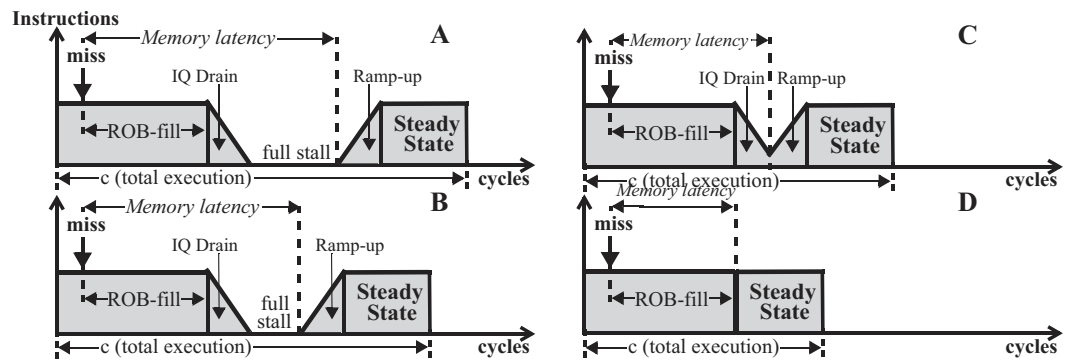 Instructions
Memory latency
A
miss
IQ Drain
Ramp-up
ROB-fill
full stall
Steady
State
c (total execution)
cycles
Memory latency
B
miss
IQ Drain
Ramp-up
ROB-fill
full
stall
Steady
State
c (total execution)
cycles
Memory latency
C
miss
IQ Drain
Ramp-up
ROB-fill
Steady
State
c (total execution)
cycles
Memory latency
D
miss
ROB-fill
Steady
State
c (total execution)
cycles